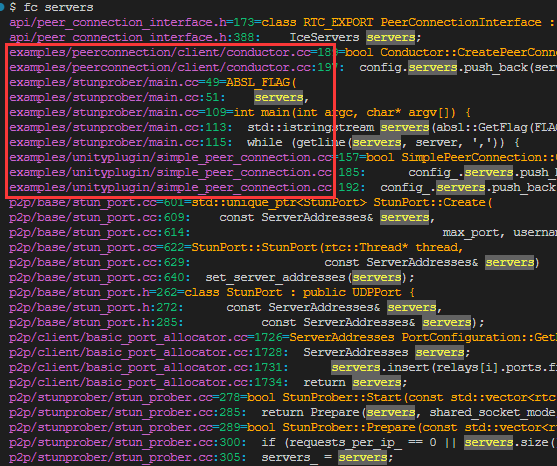 $ fc servers
api/peer_connection_interface.h=173=class RTC_EXPORT PeerConnectionInterface :
api/peer_connection_interface.h:388:    IceServers servers;
examples/peerconnection/client/conductor.cc=189=bool Conductor::CreatePeerConne
examples/peerconnection/client/conductor.cc:197:  config.servers.push_back(serv
examples/stunprober/main.cc=49=ABSL_FLAG(
examples/stunprober/main.cc:51:    servers,
examples/stunprober/main.cc=109=int main(int argc, char* argv[]) {
examples/stunprober/main.cc:113:  std::istringstream servers(absl::GetFlag(FLA
examples/stunprober/main.cc:115:  while (getline(servers, server, ',')) {
examples/unityplugin/simple_peer_connection.cc=157=bool SimplePeerConnection::
examples/unityplugin/simple_peer_connection.cc 185:      config_.servers.push_b
examples/unityplugin/simple_peer_connection.cc 192:  config_.servers.push_back
p2p/base/stun_port.cc=601=std::unique_ptr<StunPort> StunPort::Create(
p2p/base/stun_port.cc:609:    const ServerAddresses& servers,
p2p/base/stun_port.cc:614:                                max_port, usernam
p2p/base/stun_port.cc=622=StunPort::StunPort(rtc::Thread* thread,
p2p/base/stun_port.cc:629:                   const ServerAddresses& servers)
p2p/base/stun_port.cc:640:  set_server_addresses(servers);
p2p/base/stun_port.h=262=class StunPort : public UDPPort {
p2p/base/stun_port.h:272:      const ServerAddresses& servers,
p2p/base/stun_port.h:285:           const ServerAddresses& servers);
p2p/client/basic_port_allocator.cc=1726=ServerAddresses PortConfiguration::Get
p2p/client/basic_port_allocator.cc:1728:  ServerAddresses servers;
p2p/client/basic_port_allocator.cc:1731:      servers.insert(relays[i].ports.f
p2p/client/basic_port_allocator.cc:1734:  return servers;
p2p/stunprober/stun_prober.cc=278=bool StunProber::Start(const std::vector<rtc
p2p/stunprober/stun_prober.cc:285:  return Prepare(servers, shared_socket_mode
p2p/stunprober/stun_prober.cc=289=bool StunProber::Prepare(const std::vector<r
p2p/stunprober/stun_prober.cc:300:  if (requests_per_ip_ == 0 || servers.size(
p2p/stunprober/stun_prober.cc:305:  servers_ = servers;